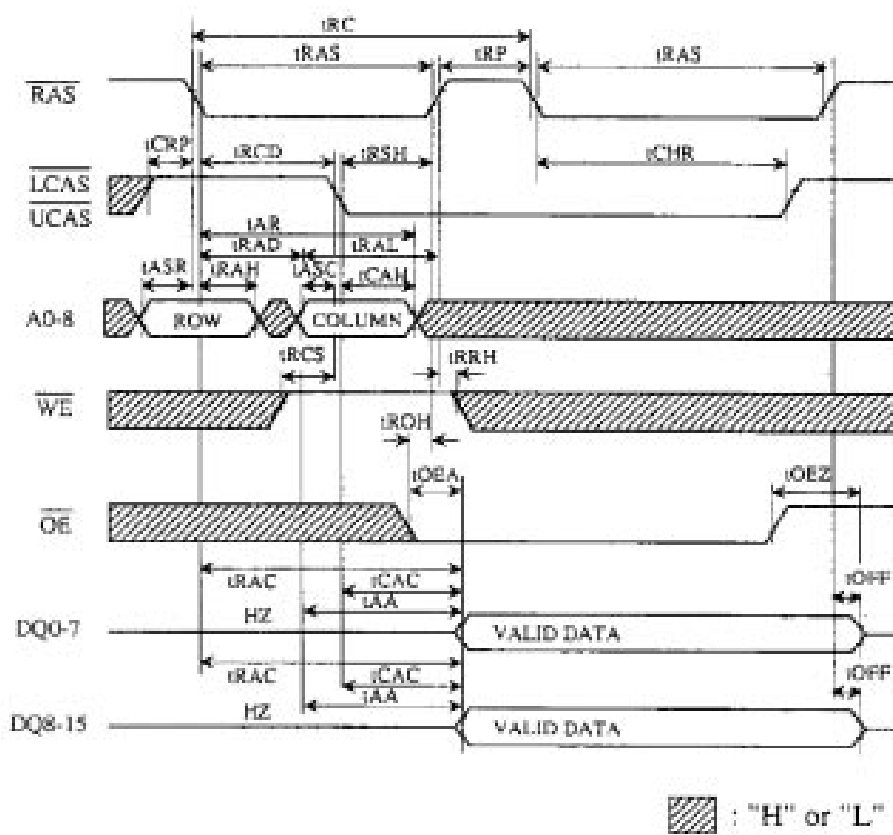 tRC
tRAS tRP tRAS
RAS
tCRP tRCD tRSH tCHR
LCAS
UCAS
tAR
tRAD tRAL
tASR tRAH tASC tCAH
A0-8 ROW COLUMN
tRCS tRRH
WE
tROH
tOEA tOEZ
OE
tRAC tCAC tOFF
tAA
HZ
DQ0-7 VALID DATA
tRAC tCAC tOFF
tAA
HZ
DQ8-15 VALID DATA
: "H" or "L"